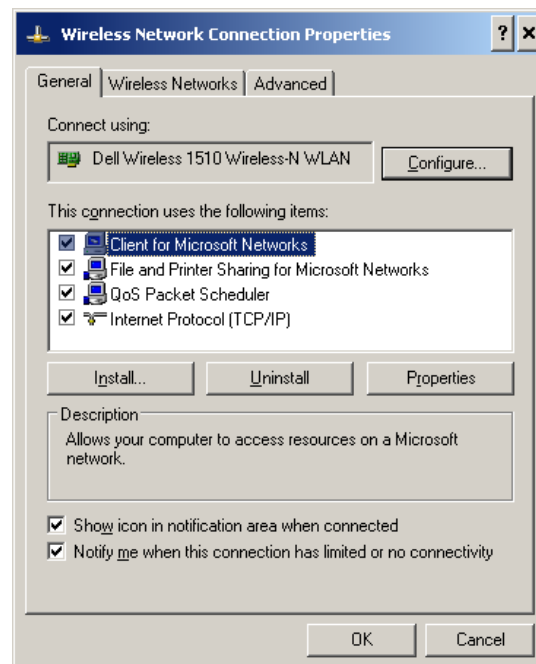 Wireless Network Connection Properties
General Wireless Networks Advanced
Connect using:
Dell Wireless 1510 Wireless-N WLAN Configure...
This connection uses the following items:
Client for Microsoft Networks
File and Printer Sharing for Microsoft Networks
QoS Packet Scheduler
Internet Protocol (TCP/IP)
Install... Uninstall Properties
Description
Allows your computer to access resources on a Microsoft
network.
Show icon in notification area when connected
Notify me when this connection has limited or no connectivity
OK Cancel